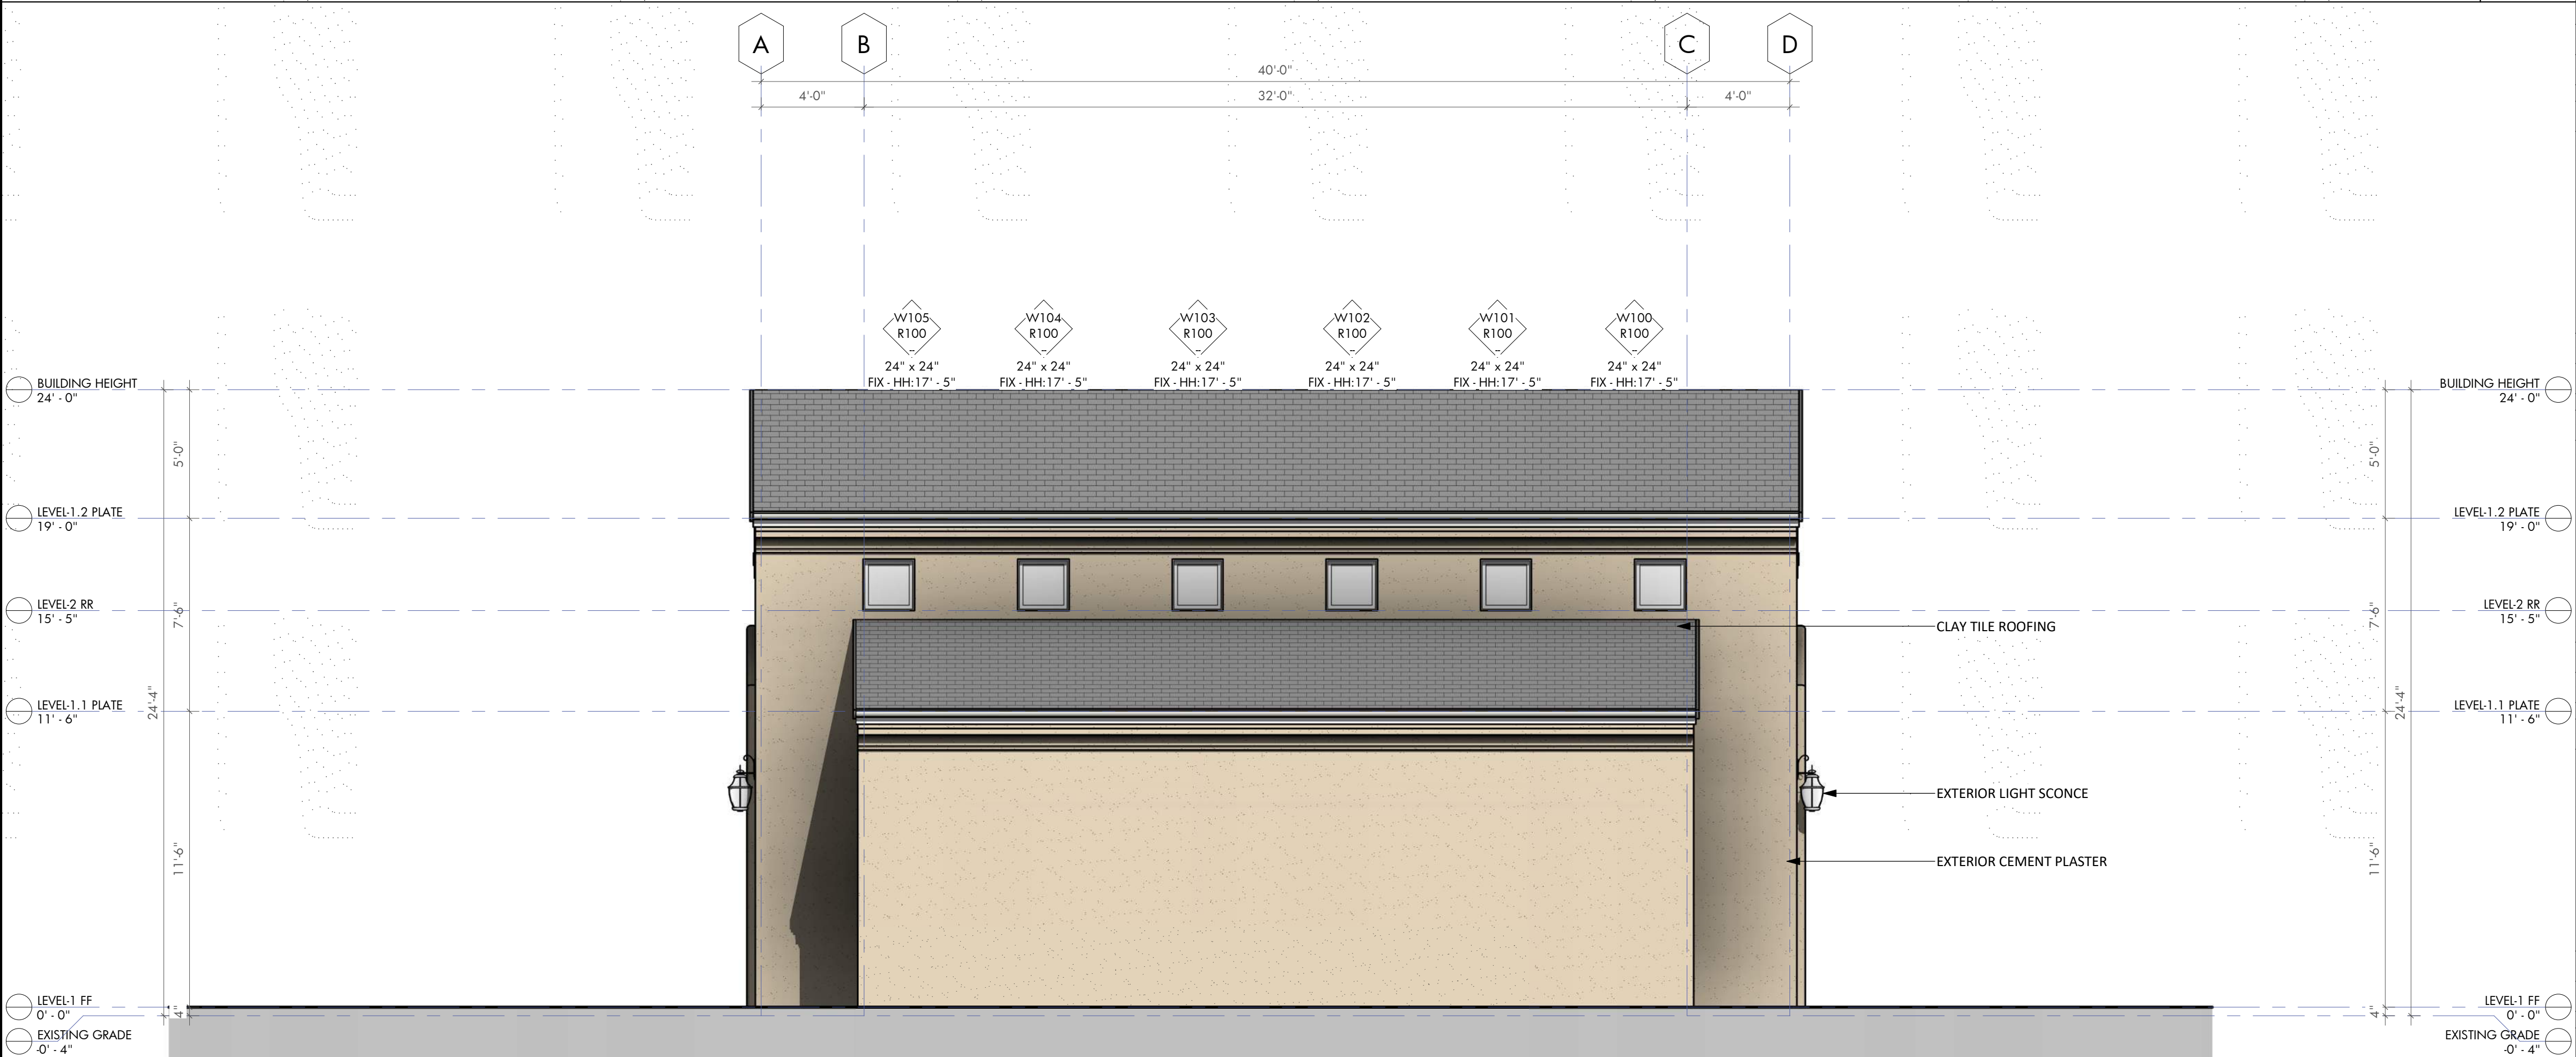 A
B
C
D
40'-0"
4'-0"
32'-0"
4'-0"
W105
R100
--
24" x 24"
FIX - HH:17' - 5"
W104
R100
--
24" x 24"
FIX - HH:17' - 5"
W103
R100
--
24" x 24"
FIX - HH:17' - 5"
W102
R100
--
24" x 24"
FIX - HH:17' - 5"
W101
R100
--
24" x 24"
FIX - HH:17' - 5"
W100
R100
--
24" x 24"
FIX - HH:17' - 5"
BUILDING HEIGHT
24' - 0"
LEVEL-1.2 PLATE
19' - 0"
LEVEL-2 RR
15' - 5"
LEVEL-1.1 PLATE
11' - 6"
LEVEL-1 FF
0' - 0"
EXISTING GRADE
-0' - 4"
5'-0"
7'-6"
24'-4"
11'-6"
4"
CLAY TILE ROOFING
EXTERIOR LIGHT SCONCE
EXTERIOR CEMENT PLASTER
5'-0"
7'-6"
24'-4"
11'-6"
4"
BUILDING HEIGHT
24' - 0"
LEVEL-1.2 PLATE
19' - 0"
LEVEL-2 RR
15' - 5"
LEVEL-1.1 PLATE
11' - 6"
LEVEL-1 FF
0' - 0"
EXISTING GRADE
-0' - 4"